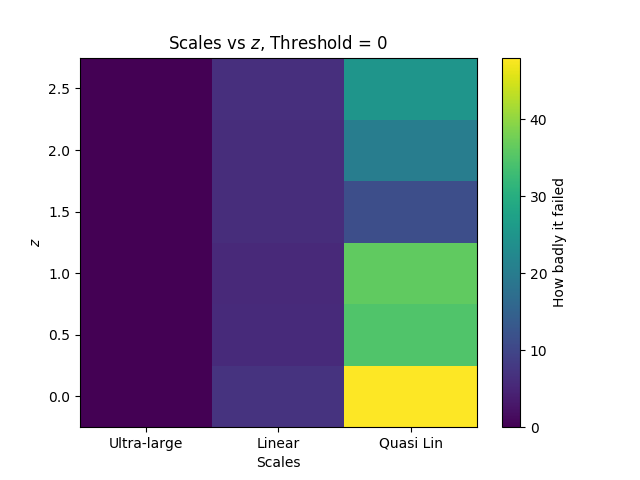 Scales vs z, Threshold = 0
2.5
2.0
1.5
1.0
0.5
0.0
z
Ultra-large Linear Quasi Lin
Scales
40
30
20
10
0
How badly it failed